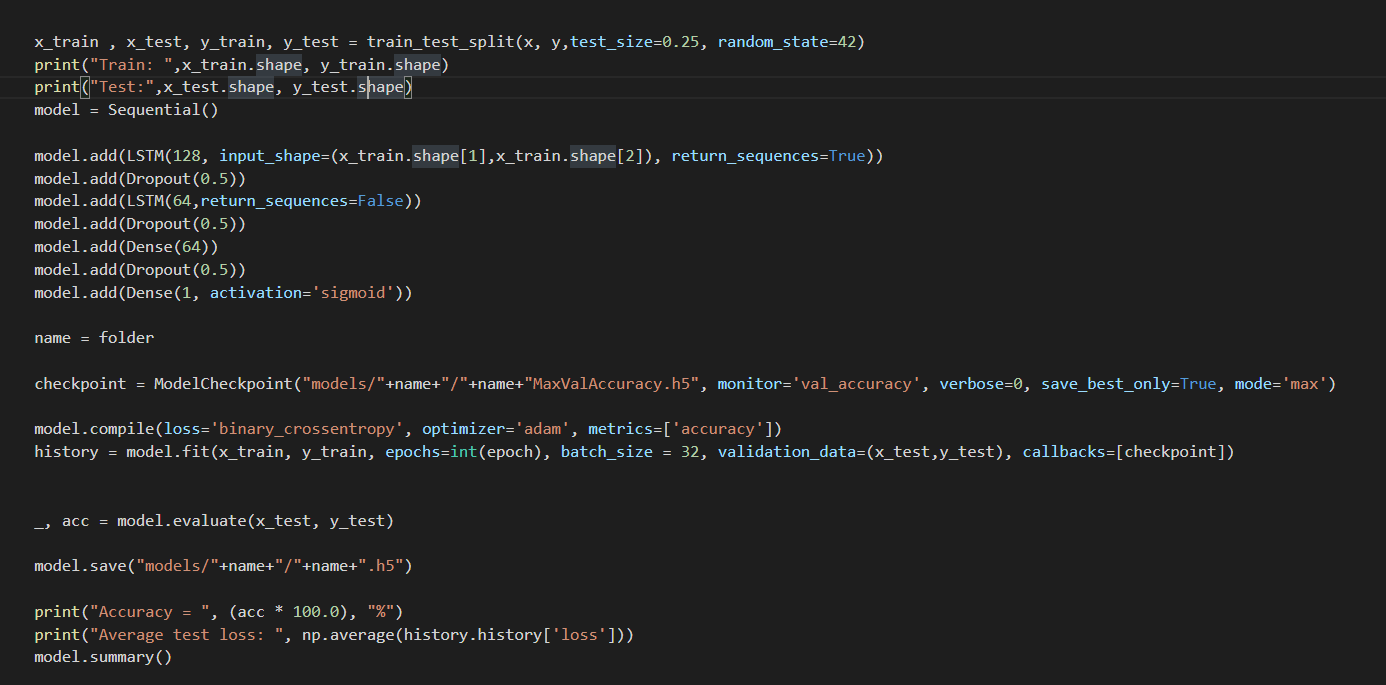 x_train , x_test, y_train, y_test = train_test_split(x, y,test_size=0.25, random_state=42)
print("Train: ",x_train.shape, y_train.shape)
print("Test:",x_test.shape, y_test.shape)
model = Sequential()
model.add(LSTM(128, input_shape=(x_train.shape[1],x_train.shape[2]), return_sequences=True))
model.add(Dropout(0.5))
model.add(LSTM(64,return_sequences=False))
model.add(Dropout(0.5))
model.add(Dense(64))
model.add(Dropout(0.5))
model.add(Dense(1, activation='sigmoid'))
name = folder
checkpoint = ModelCheckpoint("models/"+name+"/"+name+"MaxValAccuracy.h5", monitor='val_accuracy', verbose=0, save_best_only=True, mode='max')
model.compile(loss='binary_crossentropy', optimizer='adam', metrics=['accuracy'])
history = model.fit(x_train, y_train, epochs=int(epoch), batch_size = 32, validation_data=(x_test,y_test), callbacks=[checkpoint])
_, acc = model.evaluate(x_test, y_test)
model.save("models/"+name+"/"+name+".h5")
print("Accuracy = ", (acc * 100.0), "%")
print("Average test loss: ", np.average(history.history['loss']))
model.summary()